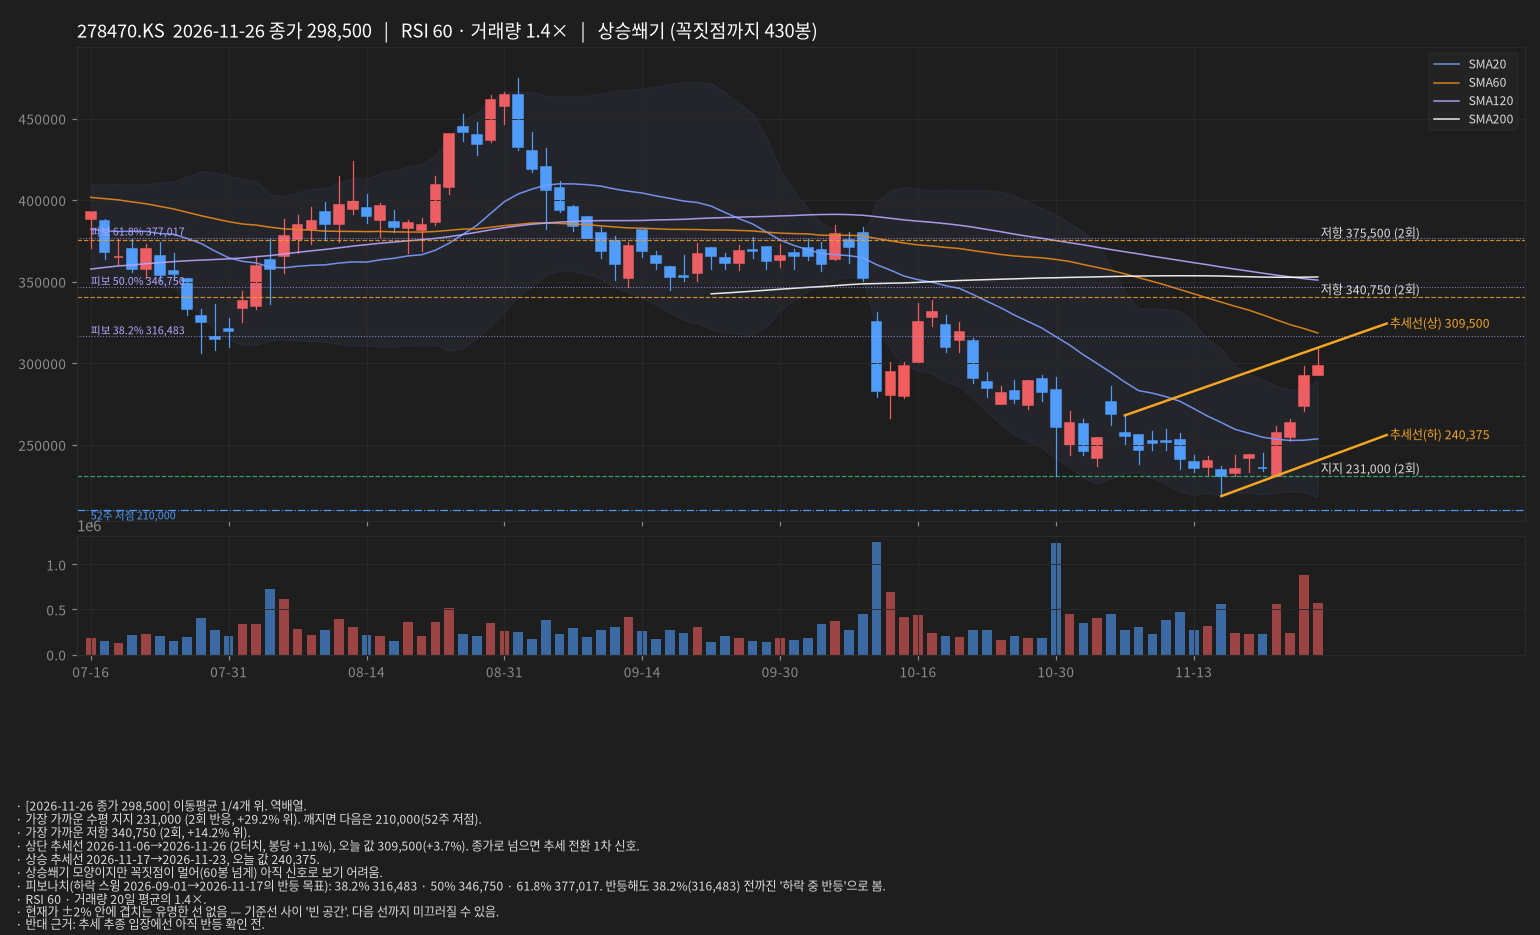 278470.KS 2026-11-26 종가 298,500 | RSI 60 · 거래량 1.4× | 상승쐐기 (꼭짓점까지 430봉)
SMA20
SMA60
SMA120
SMA200
450000
400000
350000
300000
250000
피보 61.8% 377,017
피보 50.0% 346,750
피보 38.2% 316,483
저항 375,500 (2회)
저항 340,750 (2회)
추세선(상) 309,500
추세선(하) 240,375
지지 231,000 (2회)
52주 저점 210,000
1e6
1.0
0.5
0.0
07-16 07-31 08-14 08-31 09-14 09-30 10-16 10-30 11-13
· [2026-11-26 종가 298,500] 이동평균 1/4개 위. 역배열.
· 가장 가까운 수평 지지 231,000 (2회 반응, +29.2% 위). 깨지면 다음은 210,000(52주 저점).
· 가장 가까운 저항 340,750 (2회, +14.2% 위).
· 상단 추세선 2026-11-06→2026-11-26 (2터치, 봉당 +1.1%), 오늘 값 309,500(+3.7%). 종가로 넘으면 추세 전환 1차 신호.
· 상승 추세선 2026-11-17→2026-11-23, 오늘 값 240,375.
· 상승쐐기 모양이지만 꼭짓점이 멀어(60봉 넘게) 아직 신호로 보기 어려움.
· 피보나치(하락 스윙 2026-09-01→2026-11-17의 반등 목표): 38.2% 316,483 · 50% 346,750 · 61.8% 377,017. 반등해도 38.2%(316,483) 전까진 '하락 중 반등'으로 봄.
· RSI 60 · 거래량 20일 평균의 1.4×.
· 현재가 ±2% 안에 겹치는 유명한 선 없음 — 기준선 사이 '빈 공간'. 다음 선까지 미끄러질 수 있음.
· 반대 근거: 추세 추종 입장에선 아직 반등 확인 전.